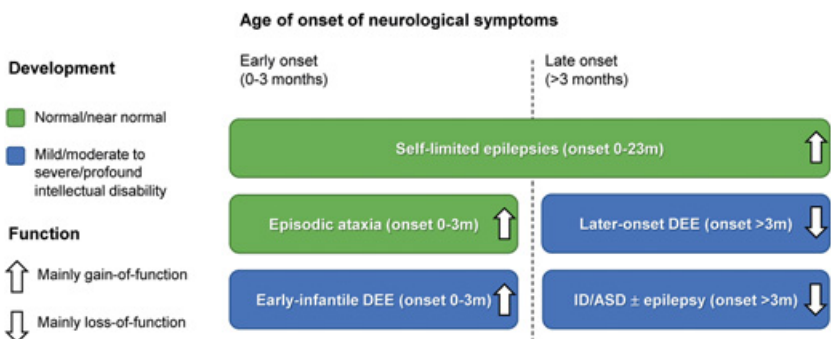 Age of onset of neurological symptoms
Early onset
(0-3 months)
Late onset
(>3 months)
Development
Normal/near normal
Mild/moderate to
severe/profound
intellectual disability
Function
Mainly gain-of-function
Mainly loss-of-function
Self-limited epilepsies (onset 0-23m)
Episodic ataxia (onset 0-3m)
Later-onset DEE (onset >3m)
Early-infantile DEE (onset 0-3m)
ID/ASD ± epilepsy (onset >3m)